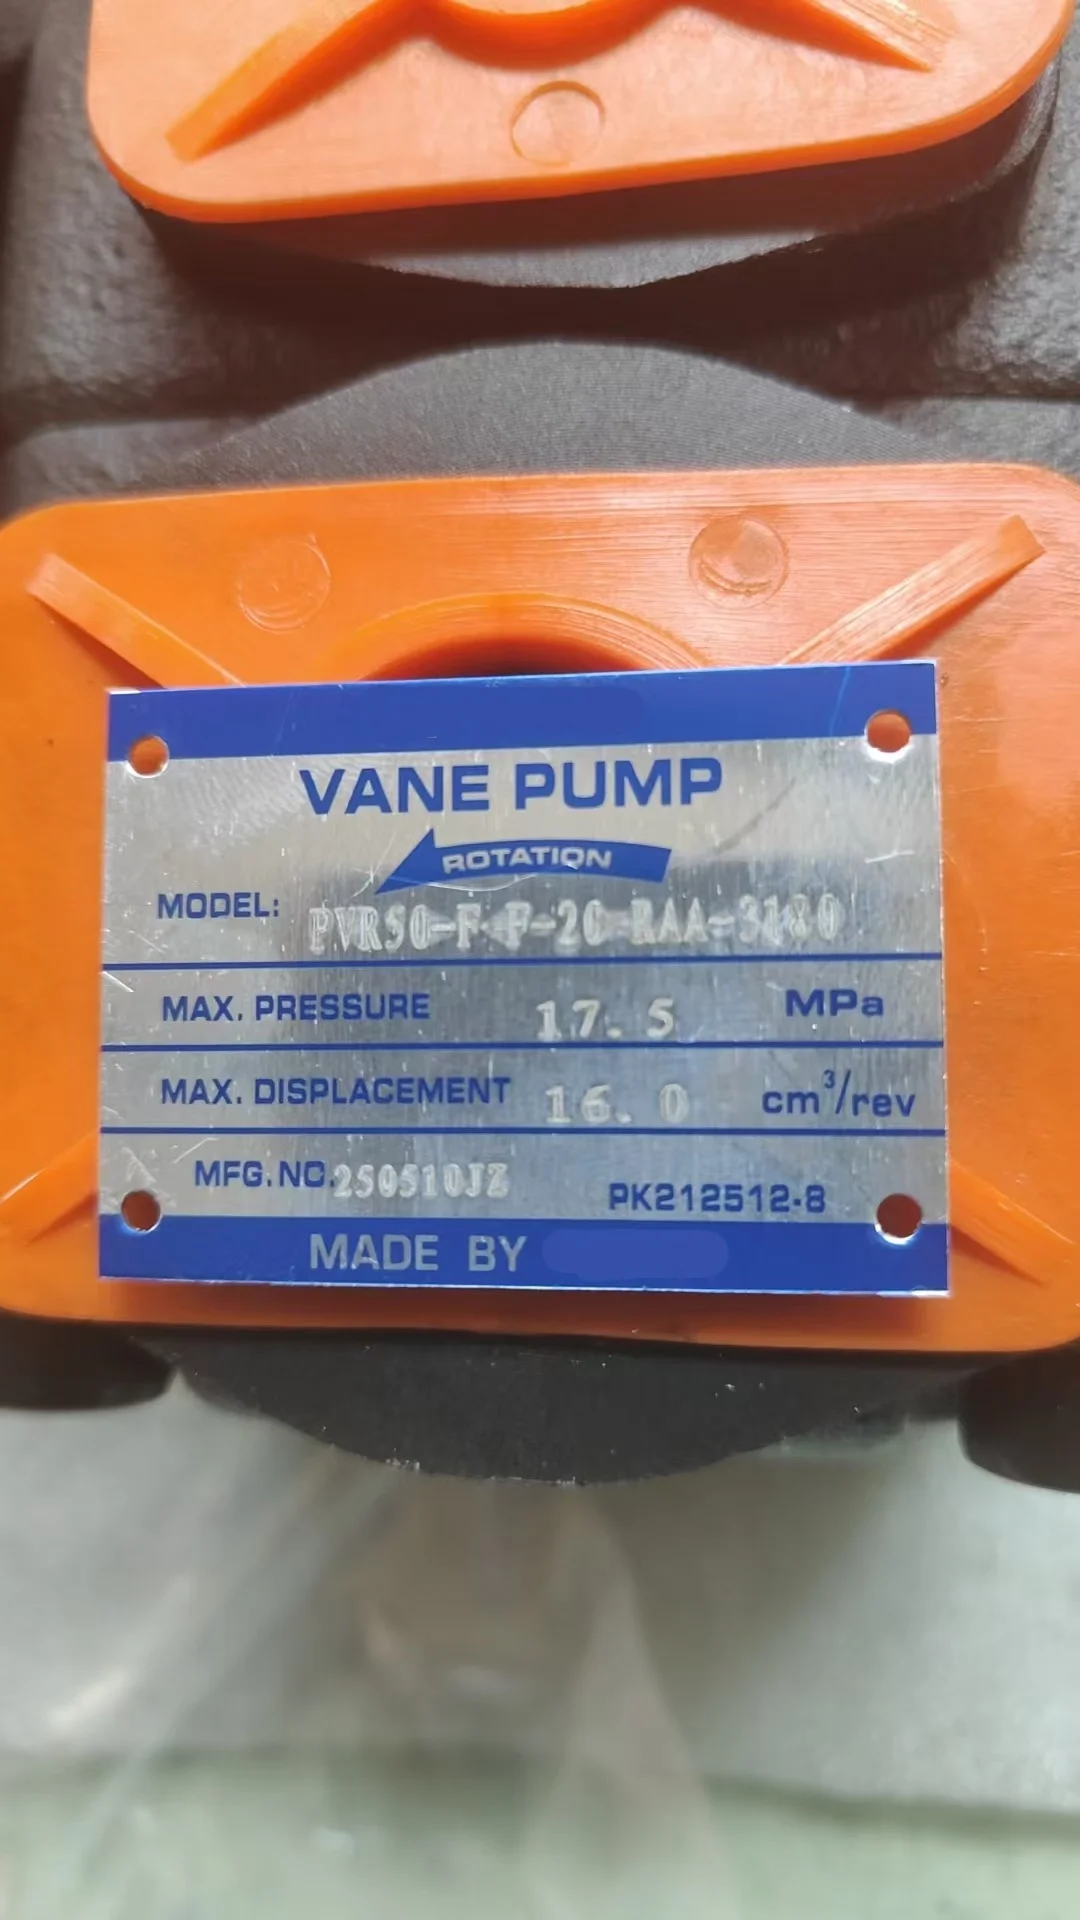 VANE PUMP
ROTATION
MODEL: PVR50-F-F-20-RAA-3180
MAX. PRESSURE 17.5 MPa
MAX. DISPLACEMENT 16.0 cm³/rev
MFG. NO. 250510JZ PK212512-8
MADE BY